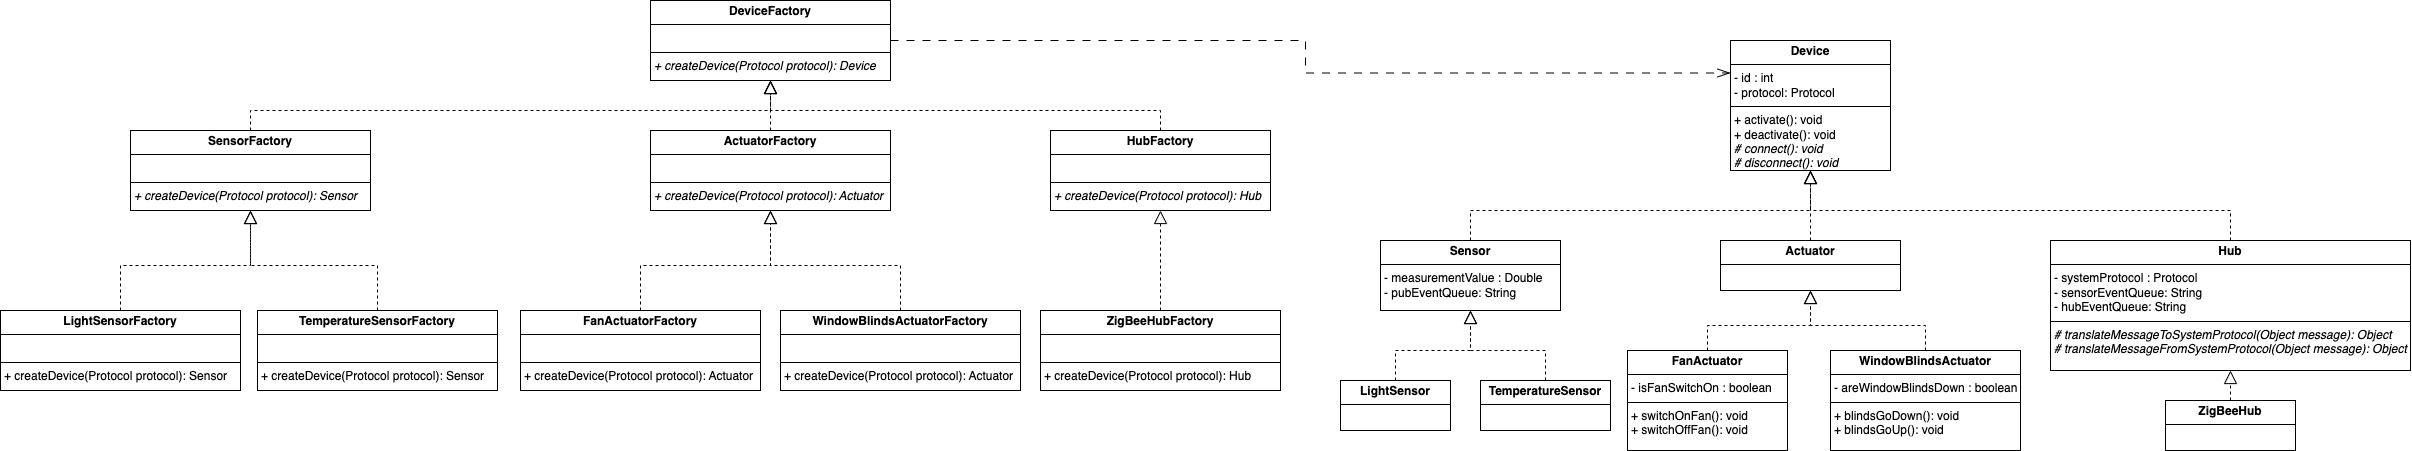 DeviceFactory
+ createDevice(Protocol protocol): Device
SensorFactory
+ createDevice(Protocol protocol): Sensor
ActuatorFactory
+ createDevice(Protocol protocol): Actuator
HubFactory
+ createDevice(Protocol protocol): Hub
LightSensorFactory
+ createDevice(Protocol protocol): Sensor
TemperatureSensorFactory
+ createDevice(Protocol protocol): Sensor
FanActuatorFactory
+ createDevice(Protocol protocol): Actuator
WindowBlindsActuatorFactory
+ createDevice(Protocol protocol): Actuator
ZigBeeHubFactory
+ createDevice(Protocol protocol): Hub
Device
- id : int
- protocol: Protocol
+ activate(): void
+ deactivate(): void
# connect(): void
# disconnect(): void
Sensor
- measurementValue : Double
- pubEventQueue: String
Actuator
Hub
- systemProtocol : Protocol
- sensorEventQueue: String
- hubEventQueue: String
# translateMessageToSystemProtocol(Object message): Object
# translateMessageFromSystemProtocol(Object message): Object
LightSensor
TemperatureSensor
FanActuator
- isFanSwitchOn : boolean
+ switchOnFan(): void
+ switchOffFan(): void
WindowBlindsActuator
- areWindowBlindsDown : boolean
+ blindsGoDown(): void
+ blindsGoUp(): void
ZigBeeHub